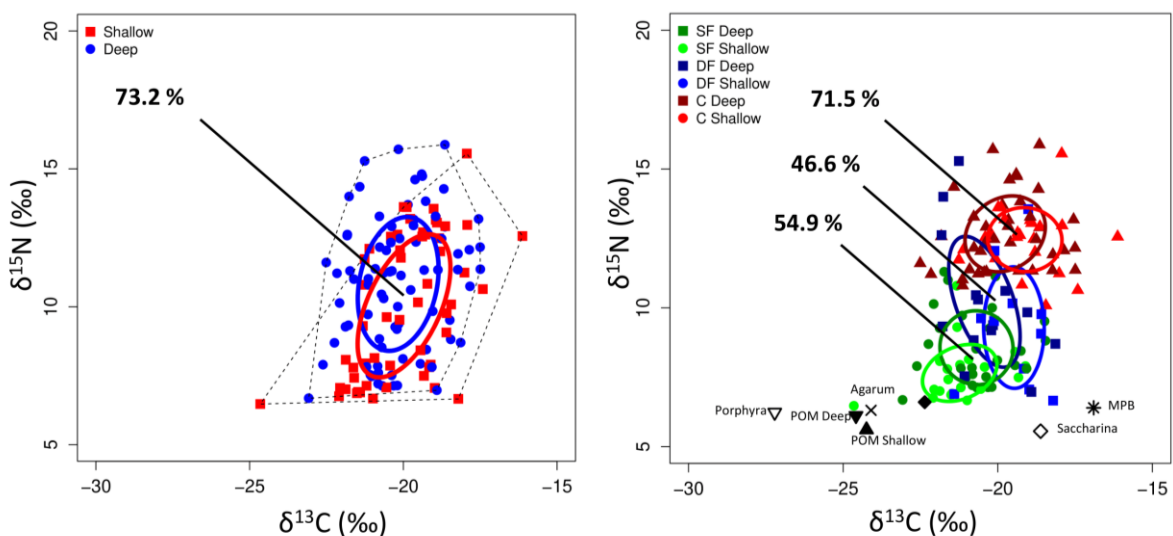 20
Shallow
Deep
73.2 %
15
δ15N (‰)
10
5
−30 −25 −20 −15
δ13C (‰)
20
SF Deep
SF Shallow
DF Deep
DF Shallow
C Deep
C Shallow
71.5 %
46.6 %
54.9 %
15
δ15N (‰)
10
5
Agarum
Porphyra
POM Deep
POM Shallow
MPB
Saccharina
−30 −25 −20 −15
δ13C (‰)